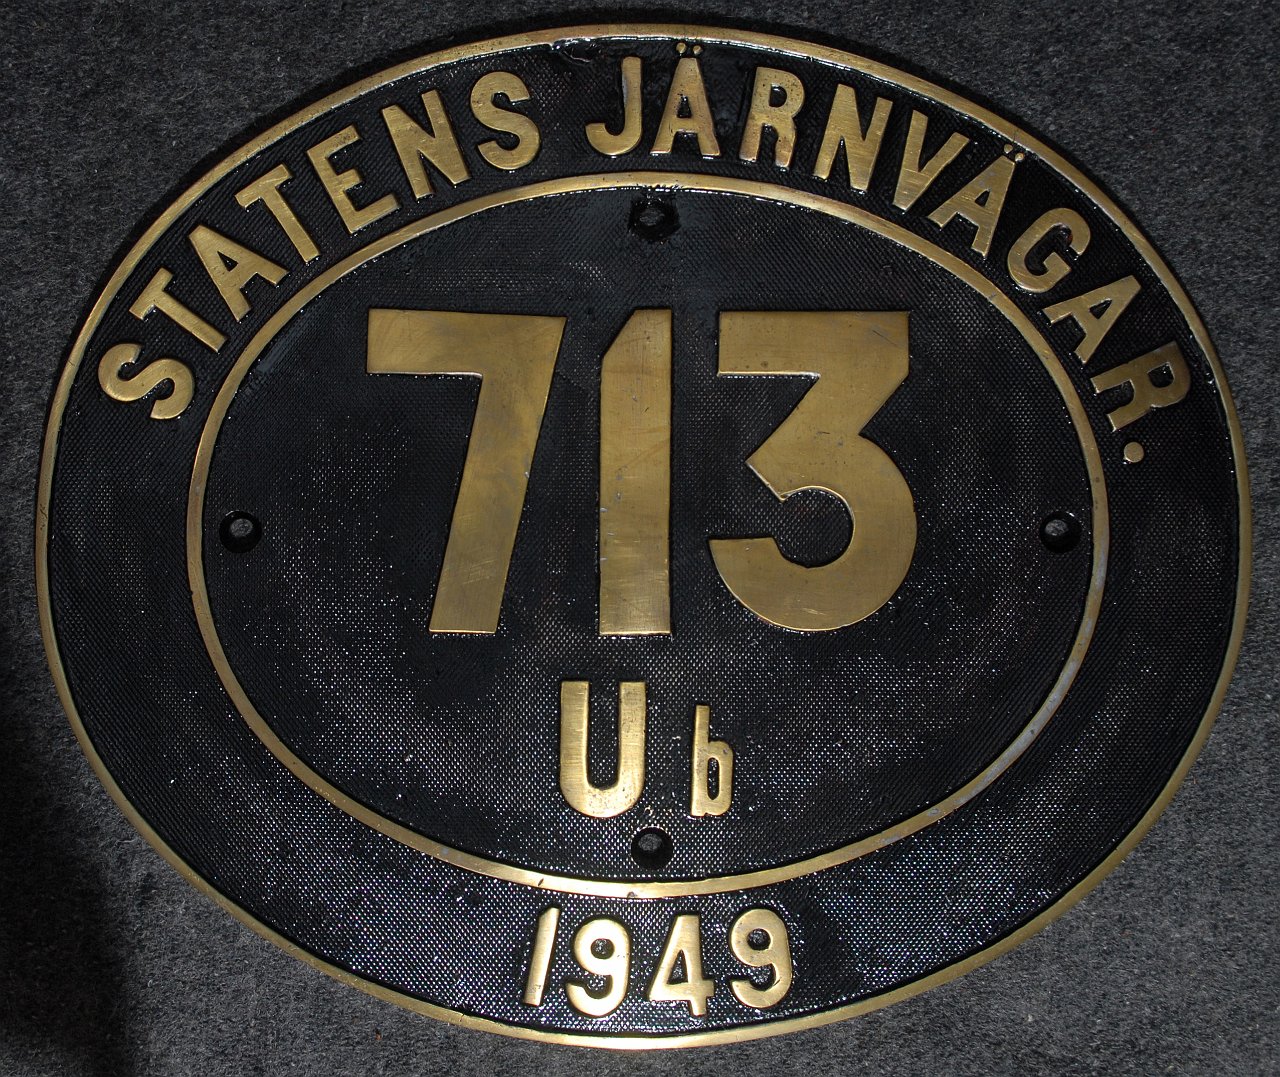 STATENS JÄRNVÄGAR.
713
Ub
1949